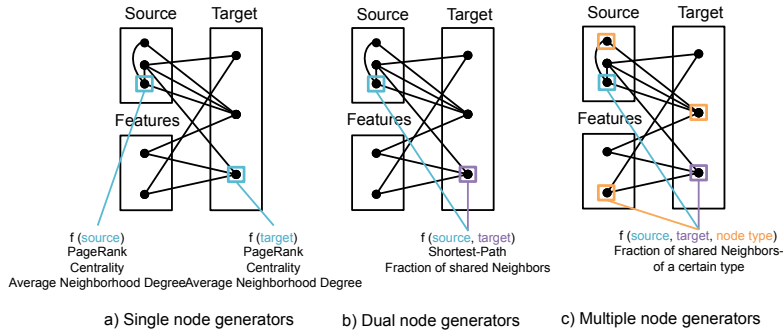 Source Target
Features
f (source)
PageRank
Centrality
Average Neighborhood Degree
f (target)
PageRank
Centrality
Average Neighborhood Degree
a) Single node generators
Source Target
Features
f (source, target)
Shortest-Path
Fraction of shared Neighbors
b) Dual node generators
Source Target
Features
f (source, target, node type)
Fraction of shared Neighbors-
of a certain type
c) Multiple node generators